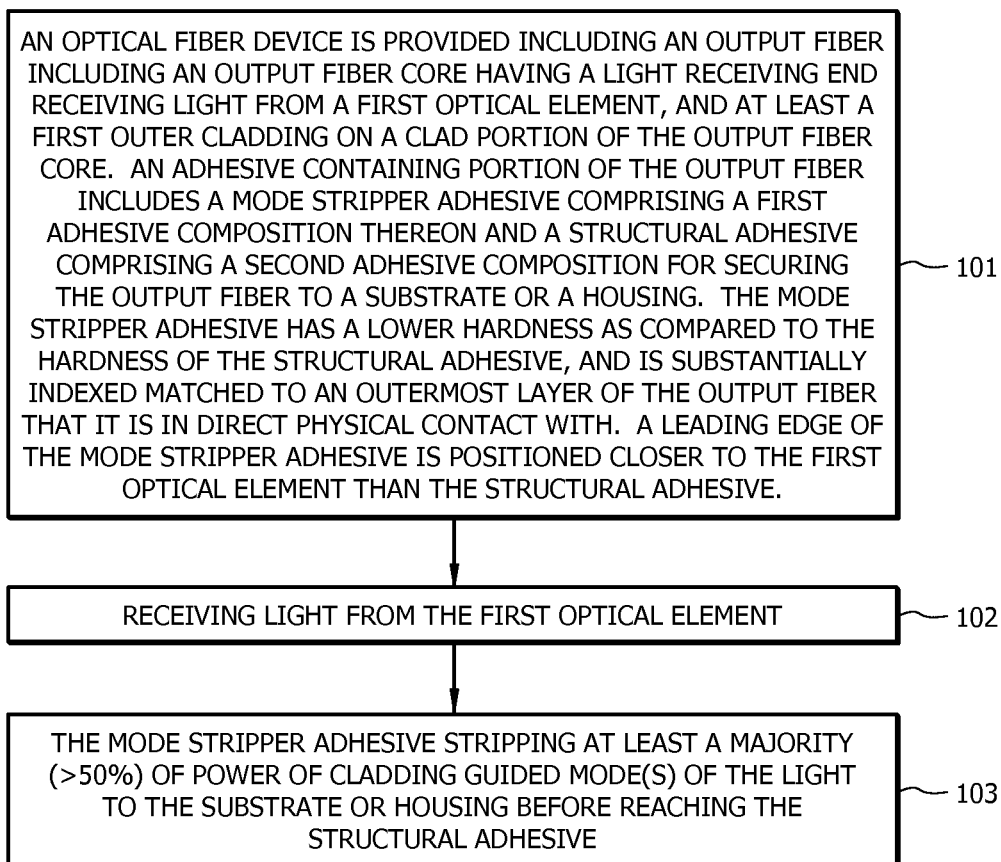 AN OPTICAL FIBER DEVICE IS PROVIDED INCLUDING AN OUTPUT FIBER
INCLUDING AN OUTPUT FIBER CORE HAVING A LIGHT RECEIVING END
RECEIVING LIGHT FROM A FIRST OPTICAL ELEMENT, AND AT LEAST A
FIRST OUTER CLADDING ON A CLAD PORTION OF THE OUTPUT FIBER
CORE. AN ADHESIVE CONTAINING PORTION OF THE OUTPUT FIBER
INCLUDES A MODE STRIPPER ADHESIVE COMPRISING A FIRST
ADHESIVE COMPOSITION THEREON AND A STRUCTURAL ADHESIVE
COMPRISING A SECOND ADHESIVE COMPOSITION FOR SECURING
THE OUTPUT FIBER TO A SUBSTRATE OR A HOUSING. THE MODE
STRIPPER ADHESIVE HAS A LOWER HARDNESS AS COMPARED TO THE
HARDNESS OF THE STRUCTURAL ADHESIVE, AND IS SUBSTANTIALLY
INDEXED MATCHED TO AN OUTERMOST LAYER OF THE OUTPUT FIBER
THAT IT IS IN DIRECT PHYSICAL CONTACT WITH. A LEADING EDGE OF
THE MODE STRIPPER ADHESIVE IS POSITIONED CLOSER TO THE FIRST
OPTICAL ELEMENT THAN THE STRUCTURAL ADHESIVE.
101
RECEIVING LIGHT FROM THE FIRST OPTICAL ELEMENT
102
THE MODE STRIPPER ADHESIVE STRIPPING AT LEAST A MAJORITY
(>50%) OF POWER OF CLADDING GUIDED MODE(S) OF THE LIGHT
TO THE SUBSTRATE OR HOUSING BEFORE REACHING THE
STRUCTURAL ADHESIVE
103